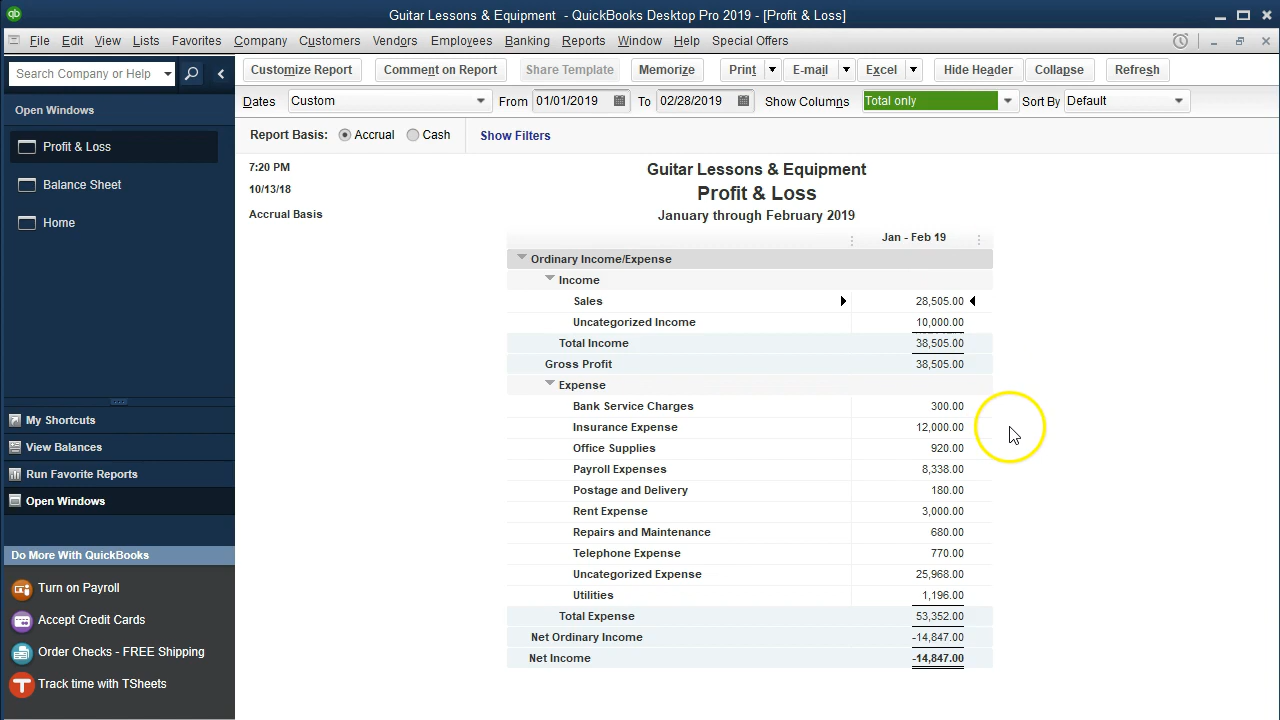 Guitar Lessons & Equipment - QuickBooks Desktop Pro 2019 - [Profit & Loss]
File Edit View Lists Favorites Company Customers Vendors Employees Banking Reports Window Help Special Offers
Search Company or Help
Customize Report Comment on Report Share Template Memorize Print E-mail Excel Hide Header Collapse Refresh
Dates Custom From 01/01/2019 To 02/28/2019 Show Columns Total only Sort By Default
Report Basis: Accrual Cash Show Filters
Open Windows
Profit & Loss
Balance Sheet
Home
My Shortcuts
View Balances
Run Favorite Reports
Open Windows
Do More With QuickBooks
Turn on Payroll
Accept Credit Cards
Order Checks - FREE Shipping
Track time with TSheets
7:20 PM
10/13/18
Accrual Basis
Guitar Lessons & Equipment
Profit & Loss
January through February 2019
Jan - Feb 19
Ordinary Income/Expense
Income
Sales 28,505.00
Uncategorized Income 10,000.00
Total Income 38,505.00
Gross Profit 38,505.00
Expense
Bank Service Charges 300.00
Insurance Expense 12,000.00
Office Supplies 920.00
Payroll Expenses 8,338.00
Postage and Delivery 180.00
Rent Expense 3,000.00
Repairs and Maintenance 680.00
Telephone Expense 770.00
Uncategorized Expense 25,968.00
Utilities 1,196.00
Total Expense 53,352.00
Net Ordinary Income -14,847.00
Net Income -14,847.00